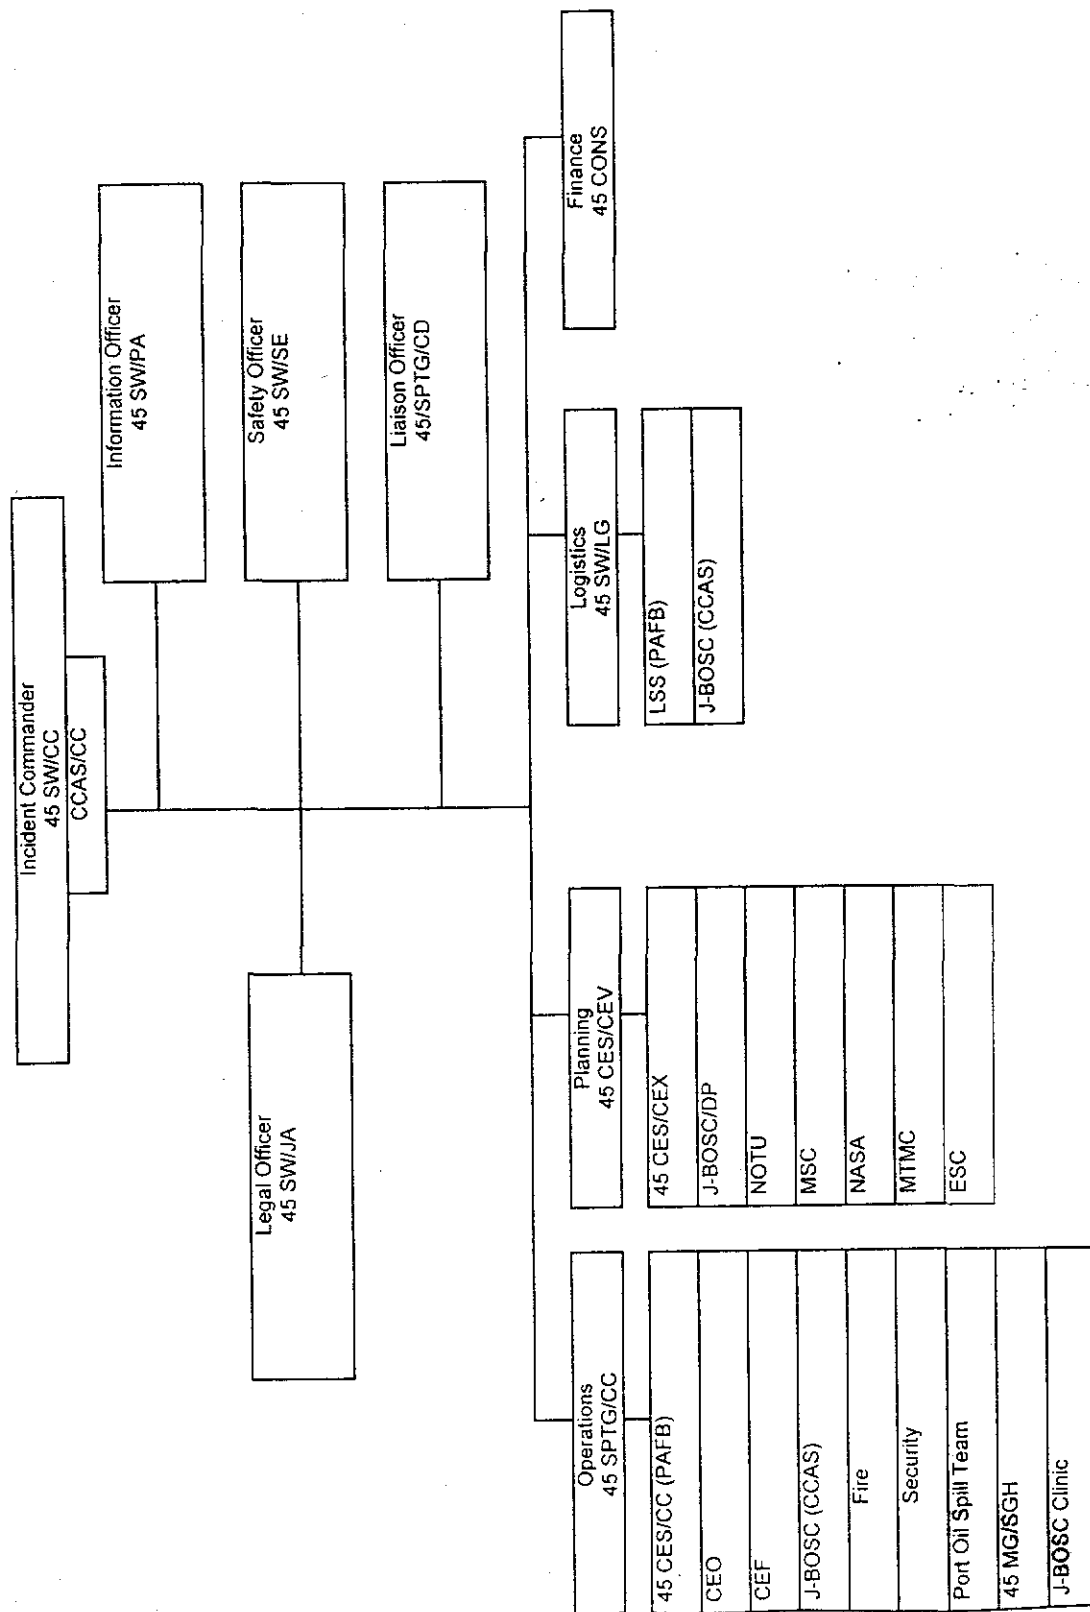 Incident Commander
45 SW/CC
CCAS/CC
Information Officer
45 SW/PA
Legal Officer
45 SW/JA
Safety Officer
45 SW/SE
Liaison Officer
45/SPTG/CD
Operations
45 SPTG/CC
45 CES/CC (PAFB)
CEO
CEF
J-BOSC (CCAS)
Fire
Security
Port Oil Spill Team
45 MG/SGH
J-BOSC Clinic
Planning
45 CES/CEV
45 CES/CEX
J-BOSC/DP
NOTU
MSC
NASA
MTMC
ESC
Logistics
45 SW/LG
LSS (PAFB)
J-BOSC (CCAS)
Finance
45 CONS